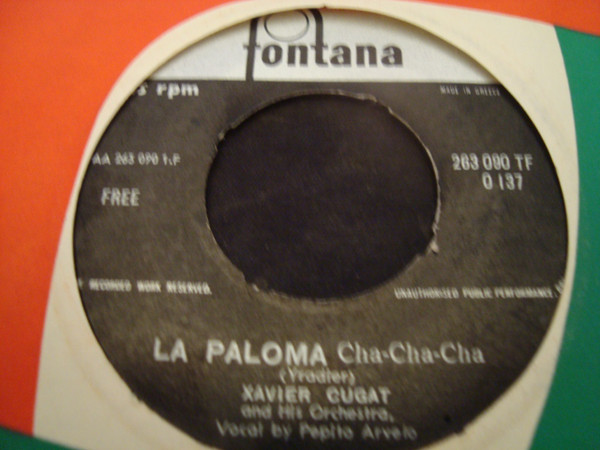 fontana
rpm
MADE IN GREECE
AA 263 090 1.F
263 090 TF
0 137
FREE
RECORDED WORK RESERVED.
UNAUTHORISED PUBLIC PERFORMANCE.
LA PALOMA Cha-Cha-Cha
(Yradier)
XAVIER CUGAT
and His Orchestra.
Vocal by Pepito Arvelo